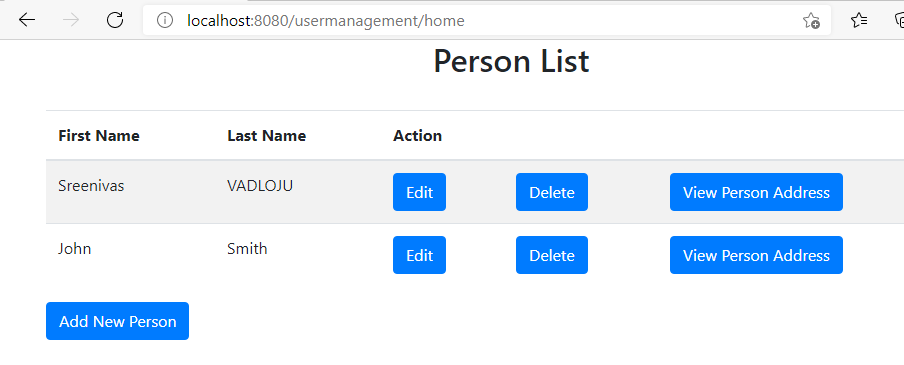 localhost:8080/usermanagement/home
Person List
First Name Last Name Action
Sreenivas VADLOJU Edit Delete View Person Address
John Smith Edit Delete View Person Address
Add New Person